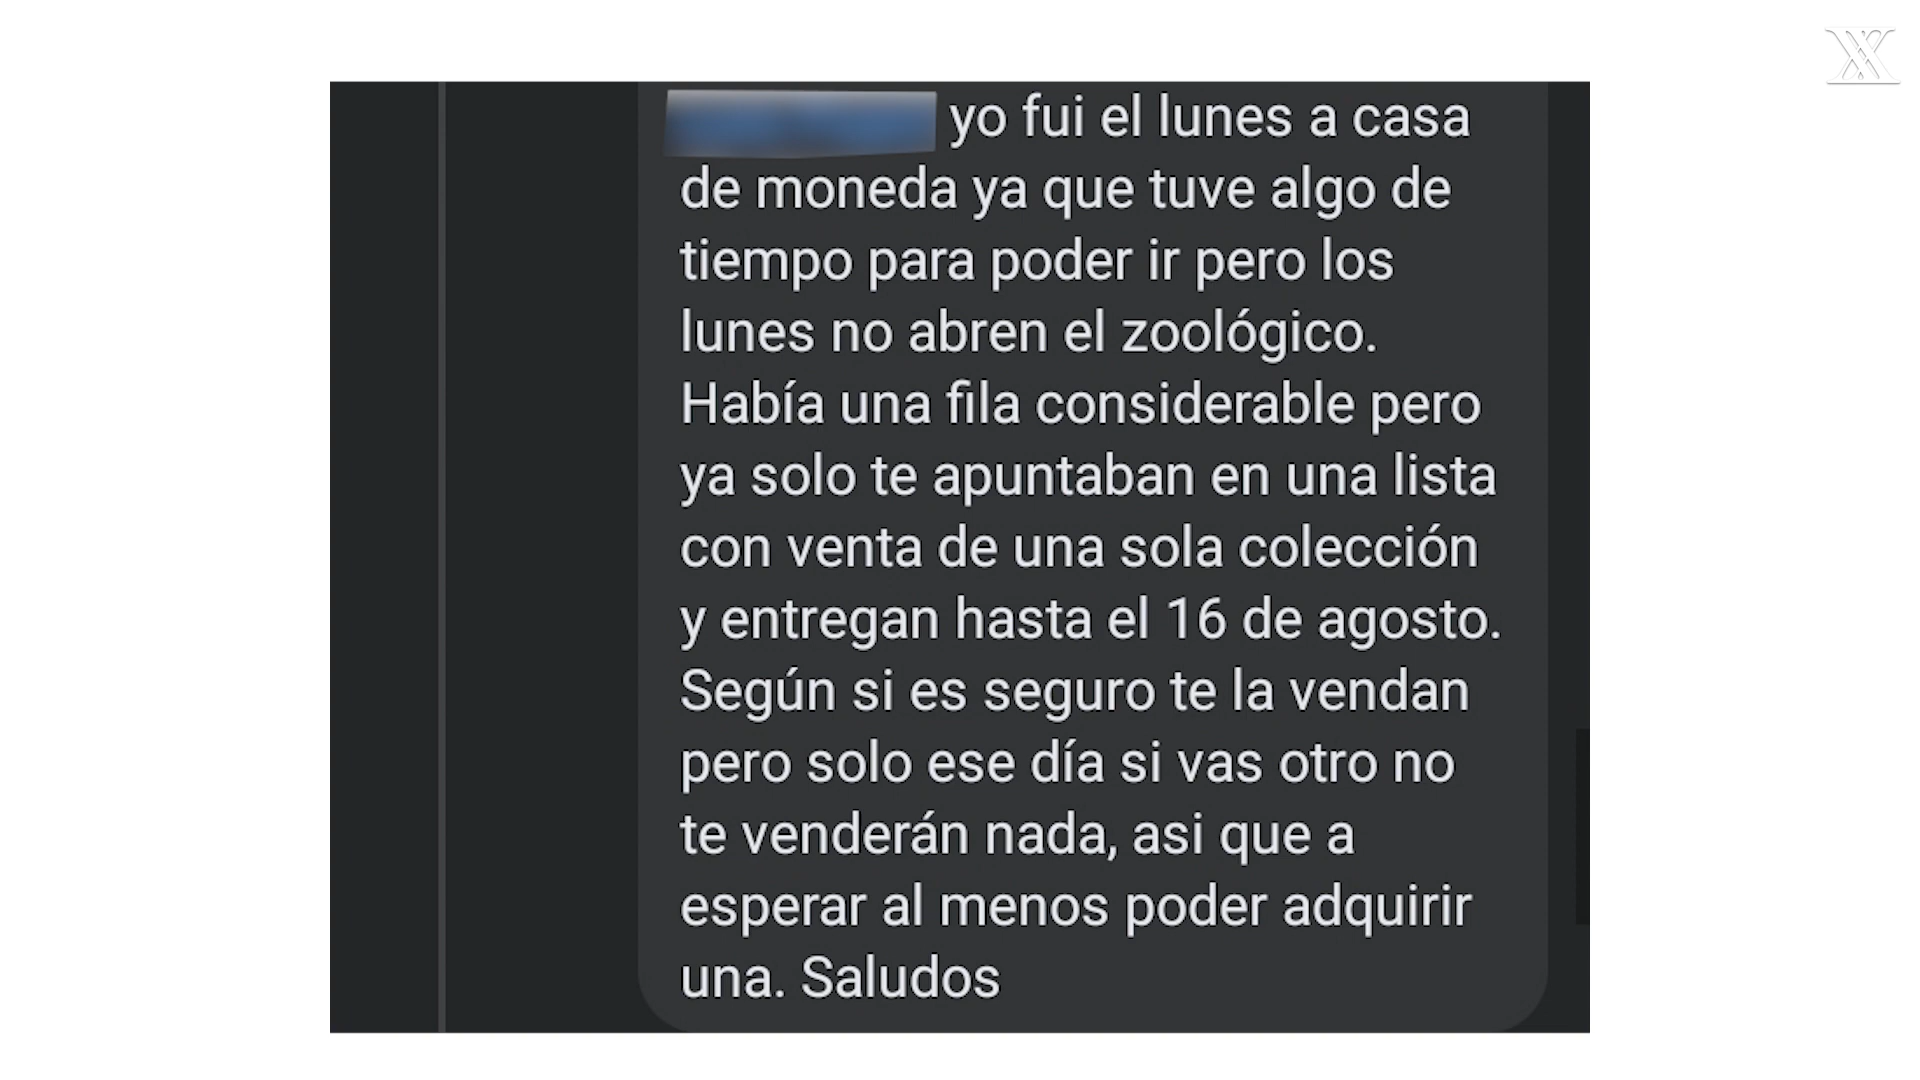 yo fui el lunes a casa
de moneda ya que tuve algo de
tiempo para poder ir pero los
lunes no abren el zoológico.
Había una fila considerable pero
ya solo te apuntaban en una lista
con venta de una sola colección
y entregan hasta el 16 de agosto.
Según si es seguro te la vendan
pero solo ese día si vas otro no
te venderán nada, asi que a
esperar al menos poder adquirir
una. Saludos